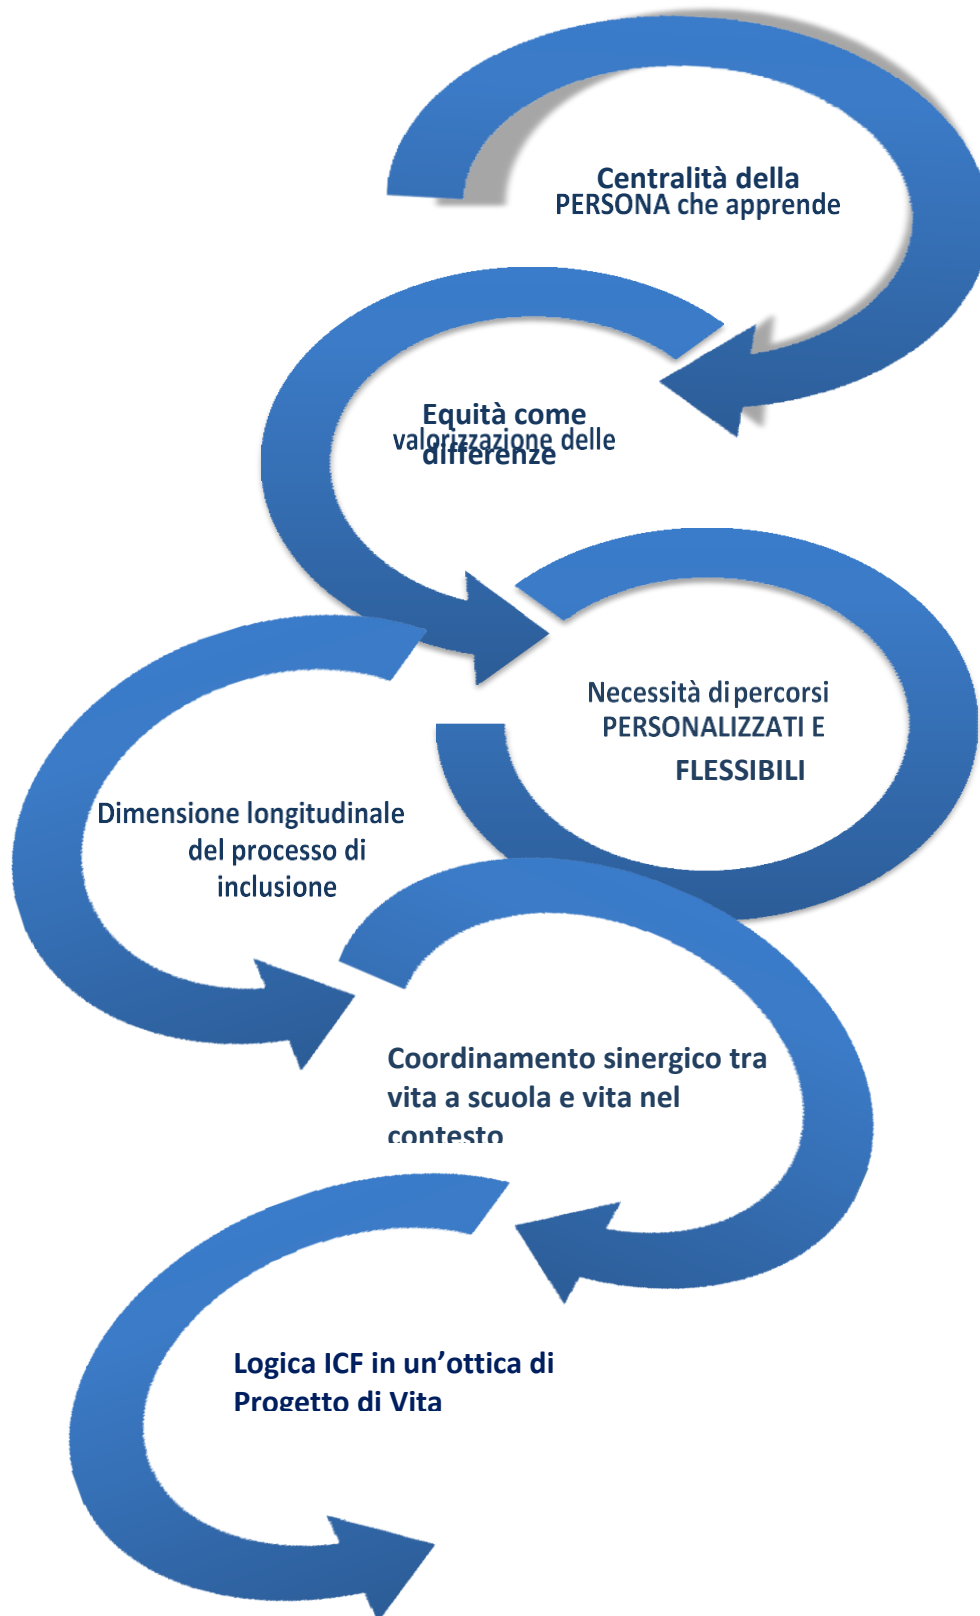 Centralità della
PERSONA che apprende
Equità come
valorizzazione delle
differenze
Necessità di percorsi
PERSONALIZZATI E
FLESSIBILI
Dimensione longitudinale
del processo di
inclusione
Coordinamento sinergico tra
vita a scuola e vita nel
contesto
Logica ICF in un’ottica di
Progetto di Vita